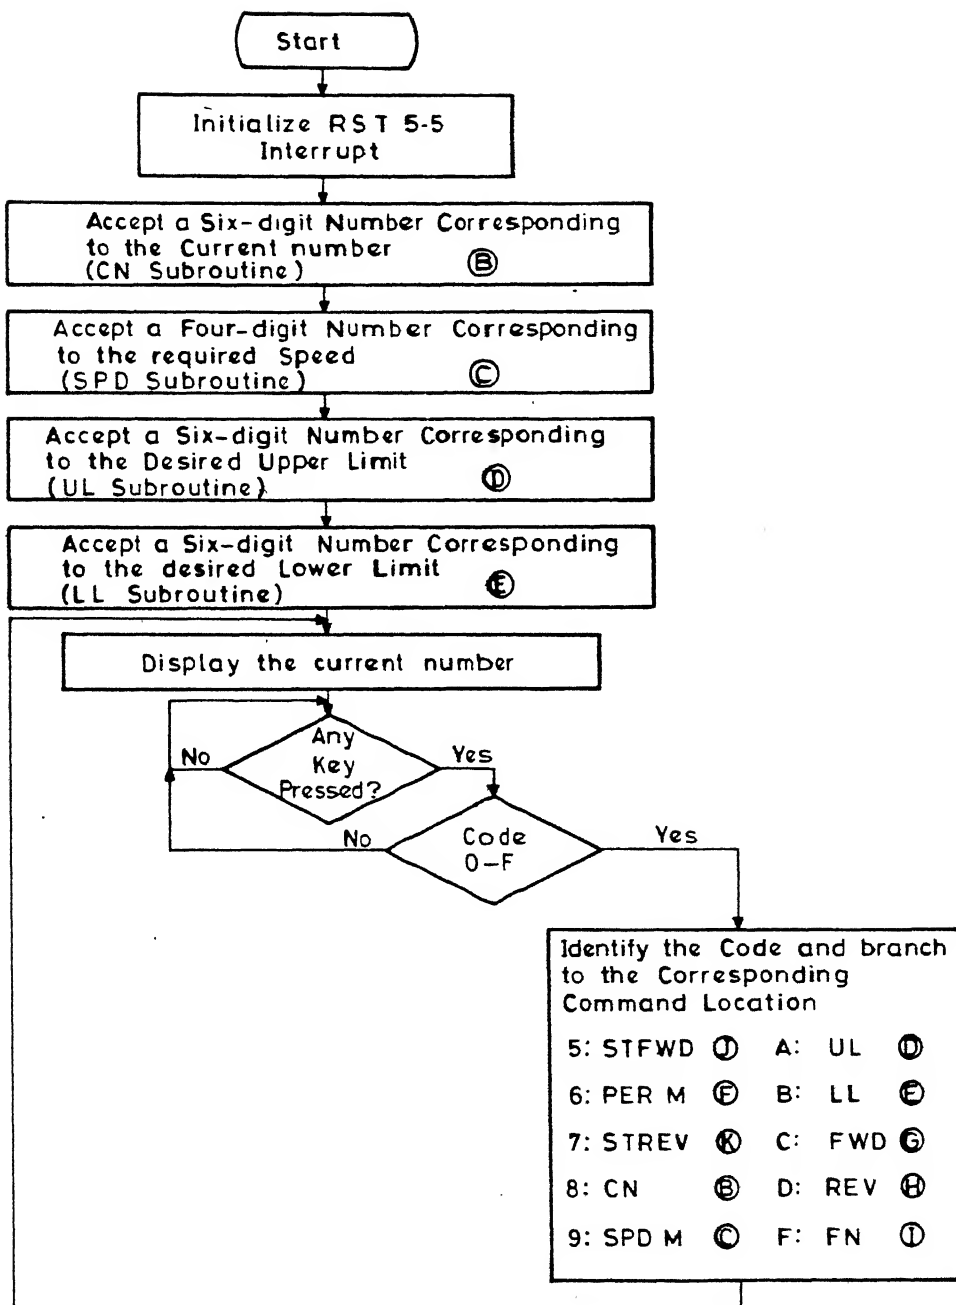 Start
Initialize RST 5-5
Interrupt
Accept a Six-digit Number Corresponding
to the Current number
(CN Subroutine) B
Accept a Four-digit Number Corresponding
to the required Speed
(SPD Subroutine) C
Accept a Six-digit Number Corresponding
to the Desired Upper Limit
(UL Subroutine) D
Accept a Six-digit Number Corresponding
to the desired Lower Limit
(LL Subroutine) E
Display the current number
Any
Key
Pressed?
No
Yes
Code
0-F
No
Yes
Identify the Code and branch
to the Corresponding
Command Location
5: STFWD J A: UL D
6: PER M F B: LL E
7: STREV K C: FWD G
8: CN B D: REV H
9: SPD M C F: FN I